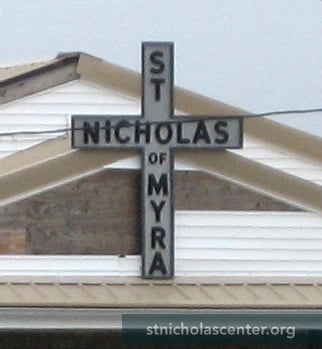 ST
NICHOLAS
OF
MYRA
stnicholascenter.org